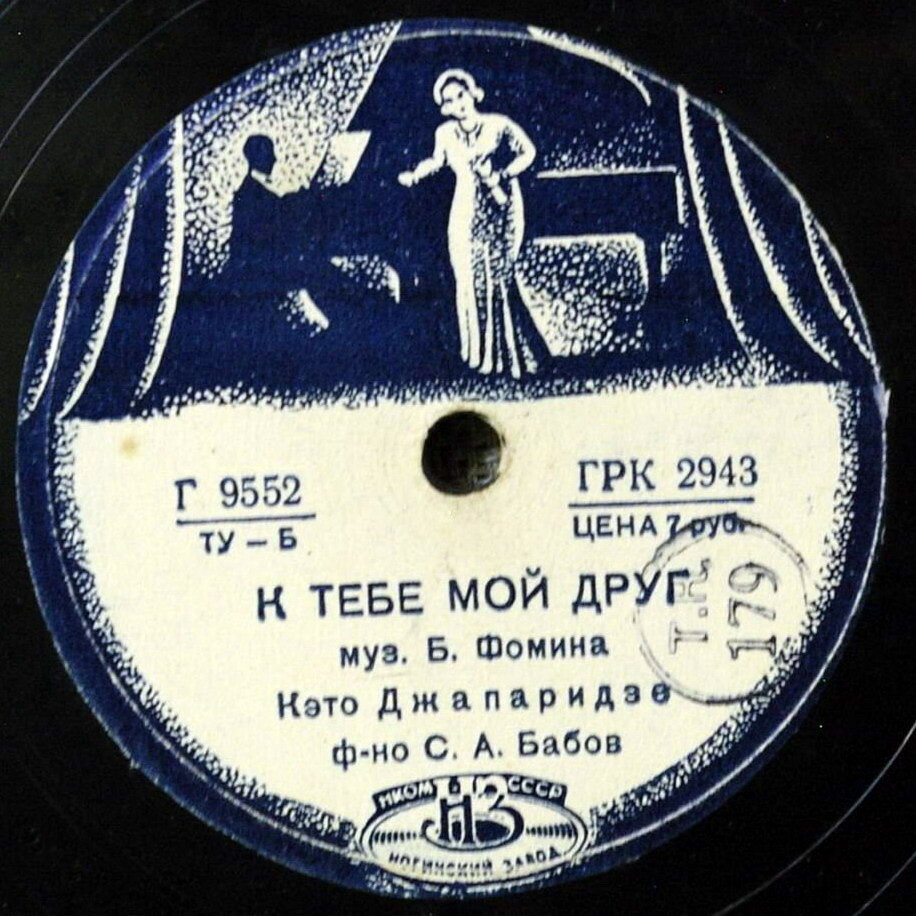 Г 9552
ТУ – Б
ГРК 2943
ЦЕНА 7 руб.
К ТЕБЕ МОЙ ДРУГ
муз. Б. Фомина
Кэто Джапаридзе
ф-но С. А. Бабов
Т.К.
179
НКОМ СССР
НЗ
НОГИНСКИЙ ЗАВОД